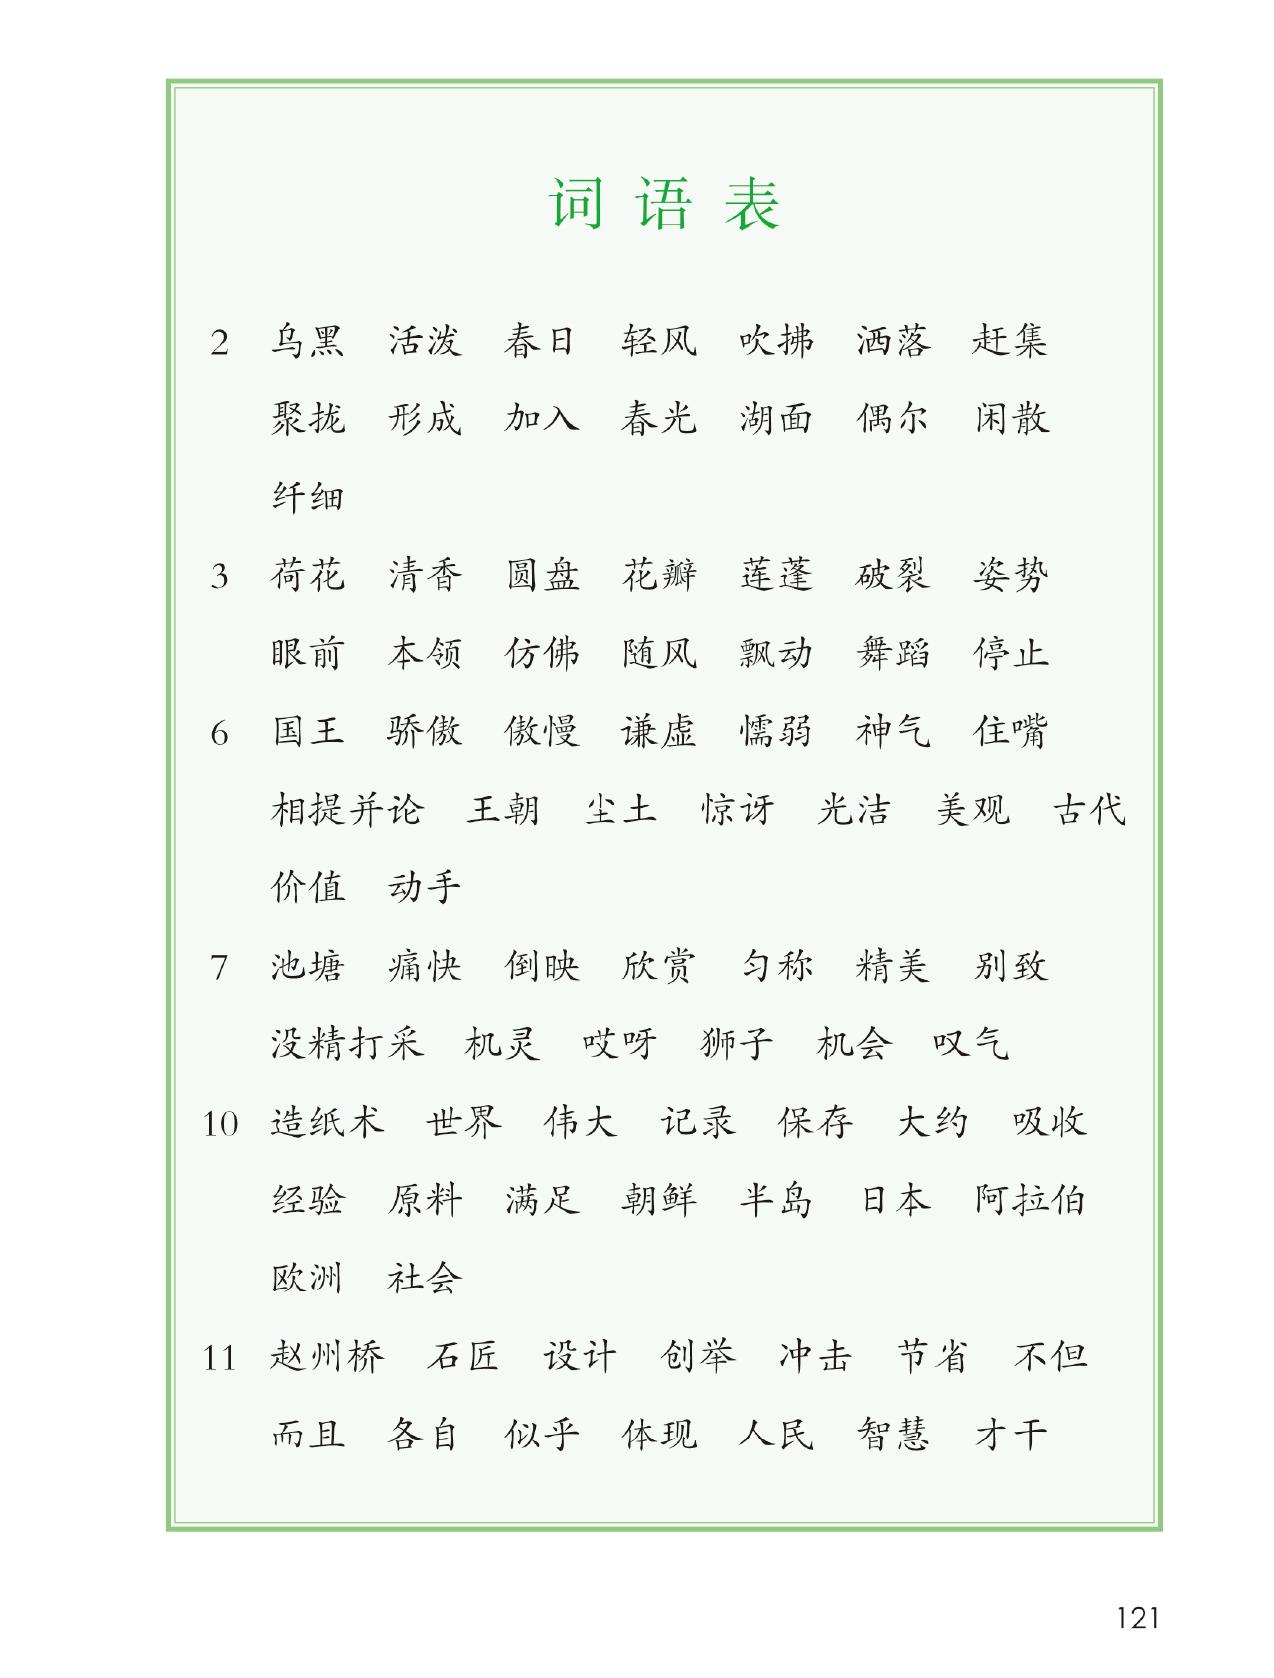 词语表
2 乌黑 活泼 春日 轻风 吹拂 洒落 赶集
聚拢 形成 加入 春光 湖面 偶尔 闲散
纤细
3 荷花 清香 圆盘 花瓣 莲蓬 破裂 姿势
眼前 本领 仿佛 随风 飘动 舞蹈 停止
6 国王 骄傲 傲慢 谦虚 懦弱 神气 住嘴
相提并论 王朝 尘土 惊讶 光洁 美观 古代
价值 动手
7 池塘 痛快 倒映 欣赏 匀称 精美 别致
没精打采 机灵 哎呀 狮子 机会 叹气
10 造纸术 世界 伟大 记录 保存 大约 吸收
经验 原料 满足 朝鲜 半岛 日本 阿拉伯
欧洲 社会
11 赵州桥 石匠 设计 创举 冲击 节省 不但
而且 各自 似乎 体现 人民 智慧 才干
121